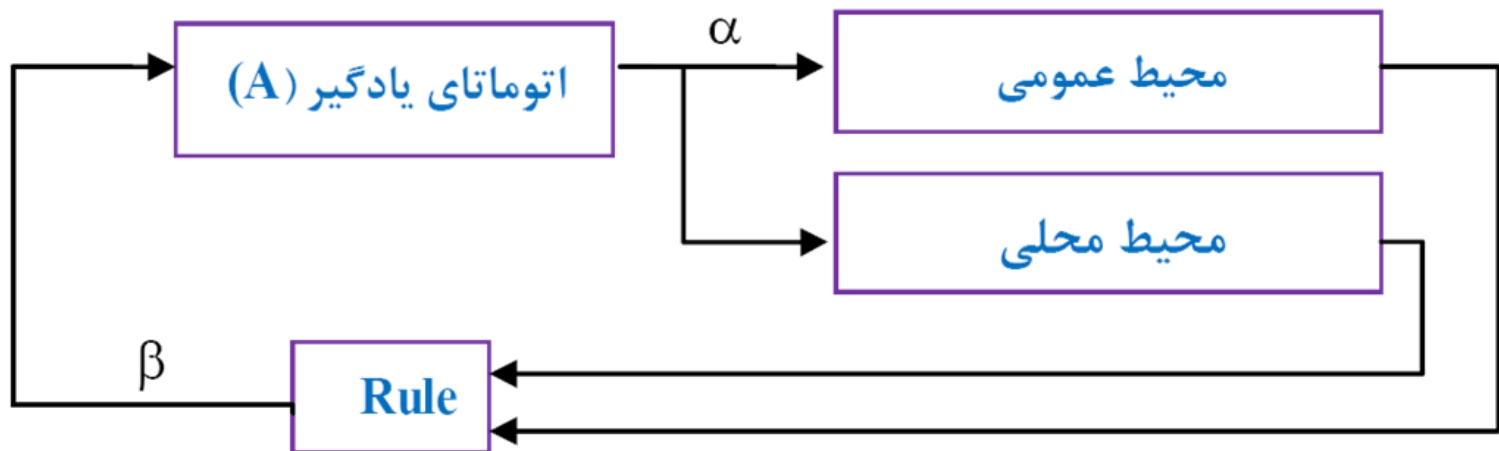 α
اتوماتای یادگیر (A)
محیط عمومی
محیط محلی
β
Rule